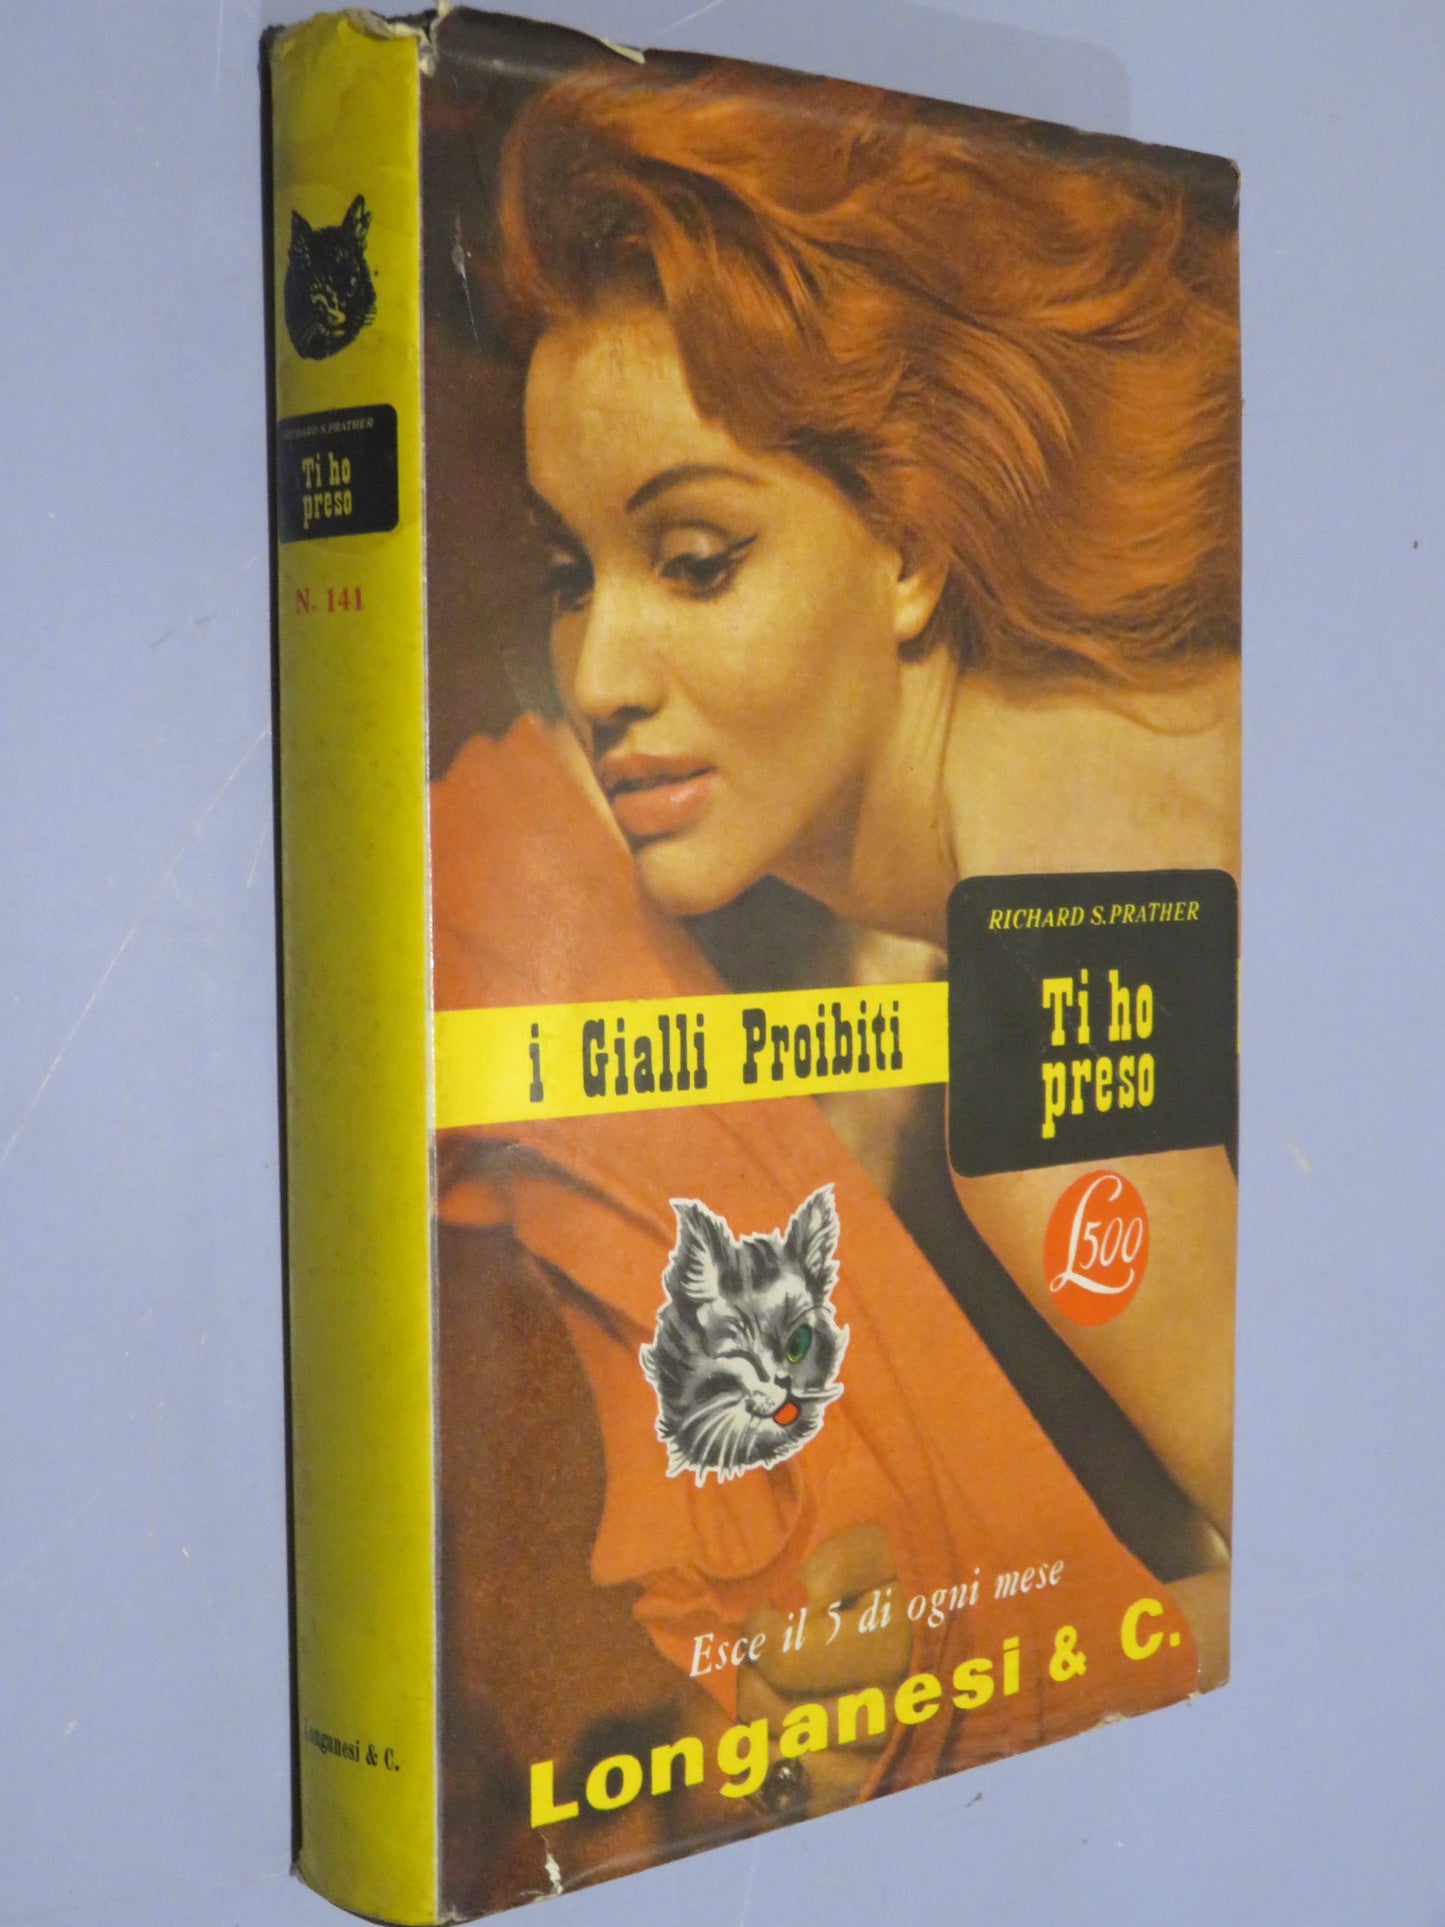 RICHARD S. PRATHER
Ti ho
preso
N. 141
Longanesi & C.
RICHARD S. PRATHER
Ti ho
preso
i Gialli Proibiti
L500
Esce il 5 di ogni mese
Longanesi & C.